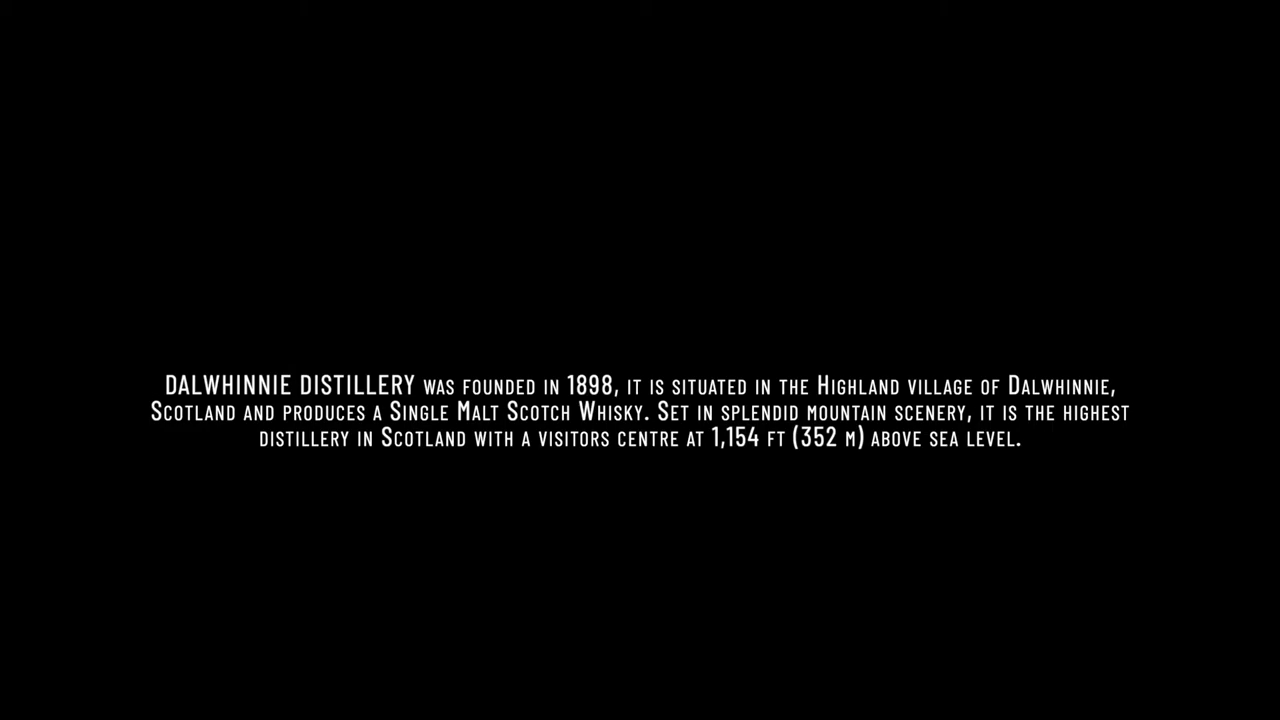 DALWHINNIE DISTILLERY was founded in 1898, it is situated in the Highland village of Dalwhinnie,
Scotland and produces a Single Malt Scotch Whisky. Set in splendid mountain scenery, it is the highest
distillery in Scotland with a visitors centre at 1,154 ft (352 m) above sea level.